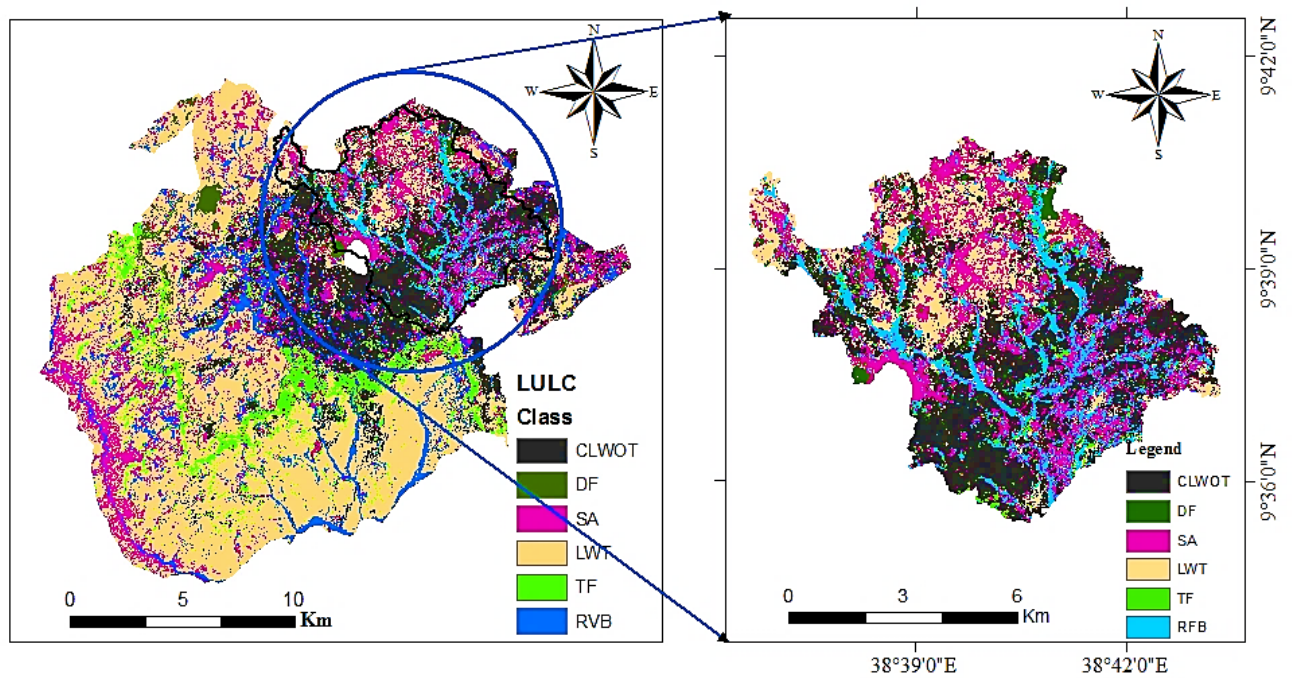 N
W E
S
LULC
Class
CLWOT
DF
SA
LWT
TF
RVB
0 5 10
Km
N
W E
S
Legend
CLWOT
DF
SA
LWT
TF
RFB
0 3 6
Km
9°42'0"N
9°39'0"N
9°36'0"N
38°39'0"E 38°42'0"E